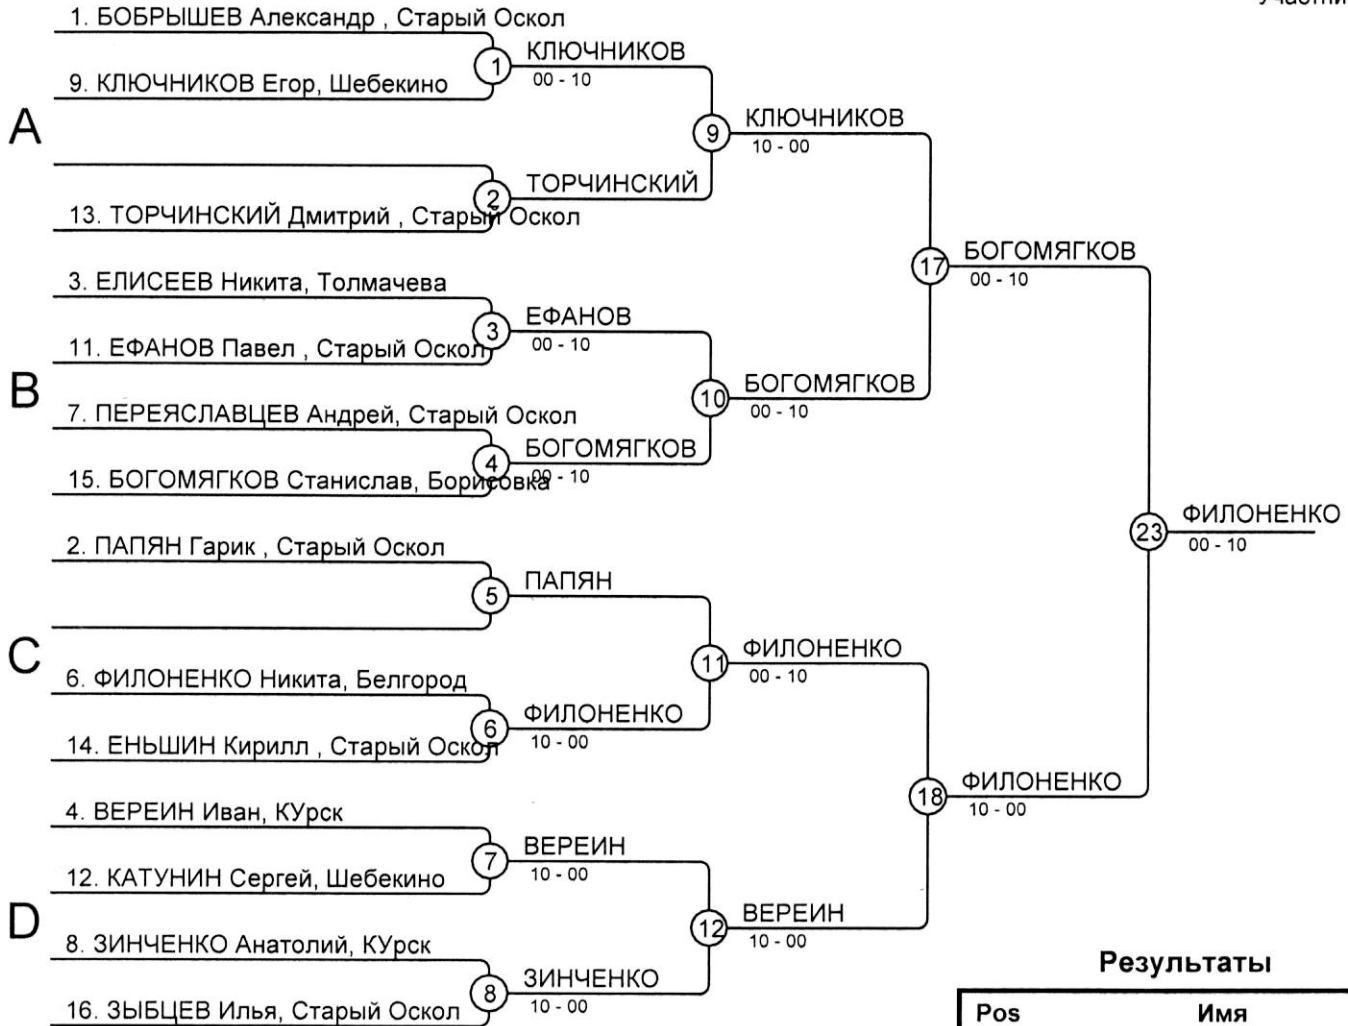 1. БОБРЫШЕВ Александр , Старый Оскол
1
КЛЮЧНИКОВ
00 - 10
9. КЛЮЧНИКОВ Егор, Шебекино
A
9
КЛЮЧНИКОВ
10 - 00
2
ТОРЧИНСКИЙ
13. ТОРЧИНСКИЙ Дмитрий , Старый Оскол
17
БОГОМЯГКОВ
00 - 10
3. ЕЛИСЕЕВ Никита, Толмачева
3
ЕФАНОВ
00 - 10
11. ЕФАНОВ Павел , Старый Оскол
B
10
БОГОМЯГКОВ
00 - 10
7. ПЕРЕЯСЛАВЦЕВ Андрей, Старый Оскол
4
БОГОМЯГКОВ
00 - 10
15. БОГОМЯГКОВ Станислав, Борисовка
23
ФИЛОНЕНКО
00 - 10
2. ПАПЯН Гарик , Старый Оскол
5
ПАПЯН
C
11
ФИЛОНЕНКО
00 - 10
6. ФИЛОНЕНКО Никита, Белгород
6
ФИЛОНЕНКО
10 - 00
14. ЕНЬШИН Кирилл , Старый Оскол
18
ФИЛОНЕНКО
10 - 00
4. ВЕРЕИН Иван, КУрск
7
ВЕРЕИН
10 - 00
12. КАТУНИН Сергей, Шебекино
D
12
ВЕРЕИН
10 - 00
8. ЗИНЧЕНКО Анатолий, КУрск
8
ЗИНЧЕНКО
10 - 00
16. ЗЫБЦЕВ Илья, Старый Оскол
Результаты
Pos Имя